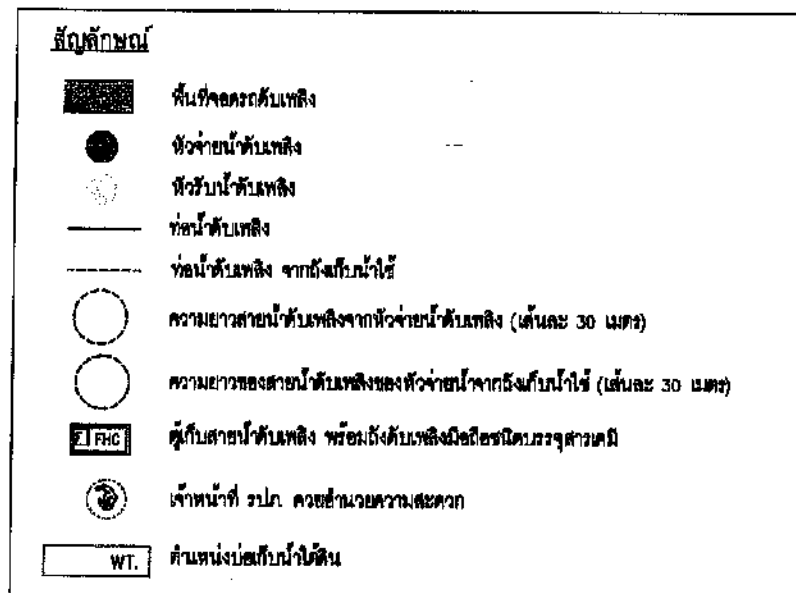 สัญลักษณ์
พื้นที่จอดรถดับเพลิง
หัวจ่ายน้ำดับเพลิง
หัวรับน้ำดับเพลิง
ท่อน้ำดับเพลิง
ท่อน้ำดับเพลิง จากถังเก็บน้ำใช้
ความยาวสายน้ำดับเพลิงจากหัวจ่ายน้ำดับเพลิง (เส้นละ 30 เมตร)
ความยาวของสายน้ำดับเพลิงของหัวจ่ายน้ำจากถังเก็บน้ำใช้ (เส้นละ 30 เมตร)
FHC ตู้เก็บสายน้ำดับเพลิง พร้อมถังดับเพลิงมือถือชนิดบรรจุสารเคมี
เจ้าหน้าที่ รปภ. คอยอำนวยความสะดวก
WT. ตำแหน่งบ่อเก็บน้ำใต้ดิน